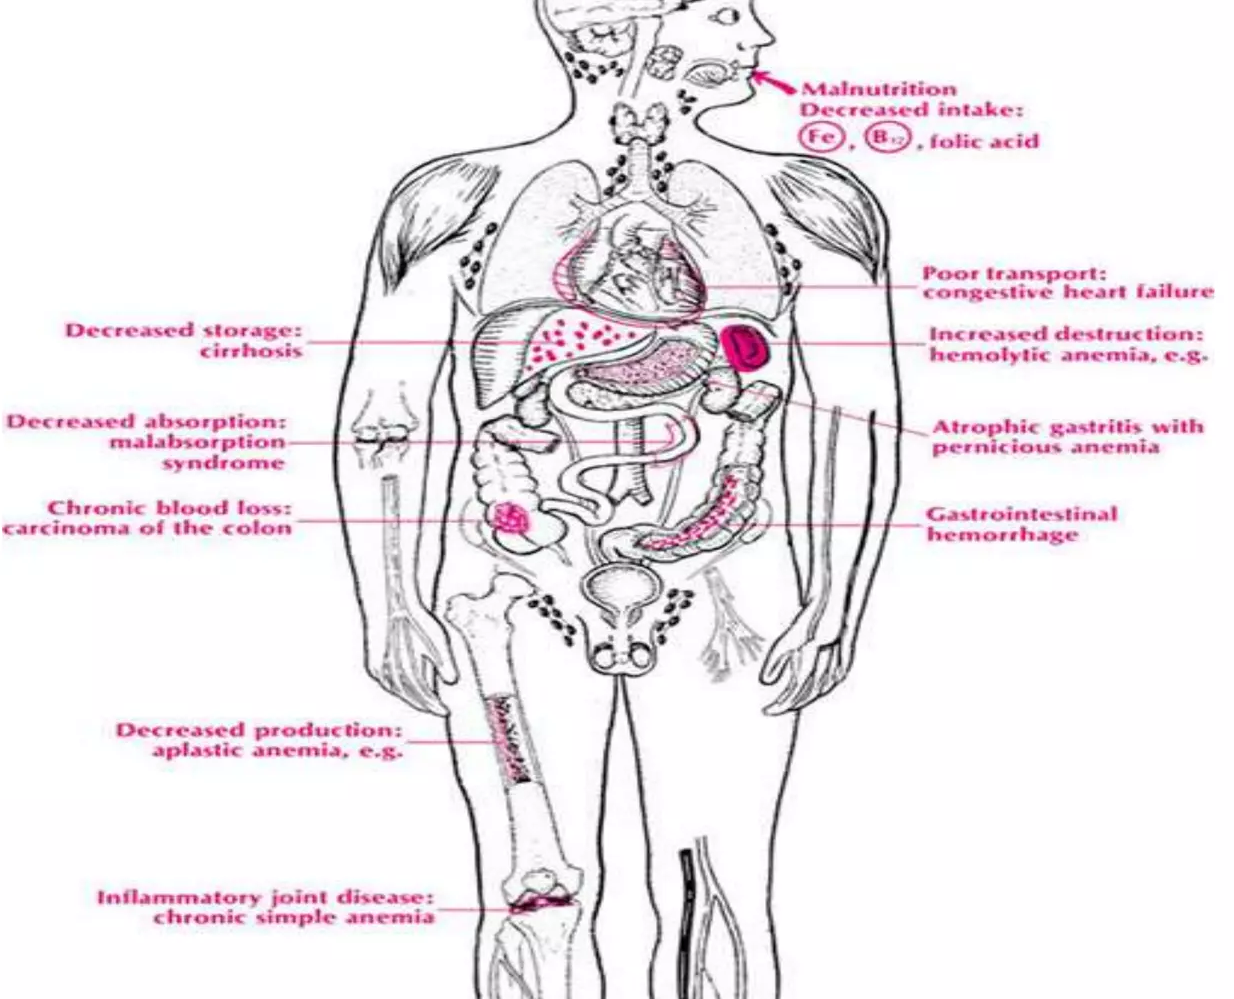 Malnutrition
Decreased intake:
Fe, B12, folic acid
Poor transport:
congestive heart failure
Decreased storage:
cirrhosis
Increased destruction:
hemolytic anemia, e.g.
Decreased absorption:
malabsorption
syndrome
Atrophic gastritis with
pernicious anemia
Chronic blood loss:
carcinoma of the colon
Gastrointestinal
hemorrhage
Decreased production:
aplastic anemia, e.g.
Inflammatory joint disease:
chronic simple anemia